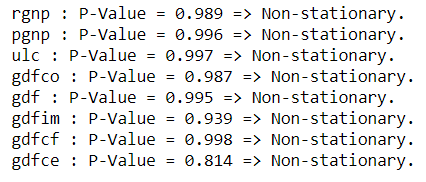 rgnp : P-Value = 0.989 => Non-stationary.
pgnp : P-Value = 0.996 => Non-stationary.
ulc : P-Value = 0.997 => Non-stationary.
gdfco : P-Value = 0.987 => Non-stationary.
gdf : P-Value = 0.995 => Non-stationary.
gdfim : P-Value = 0.939 => Non-stationary.
gdfcf : P-Value = 0.998 => Non-stationary.
gdfce : P-Value = 0.814 => Non-stationary.